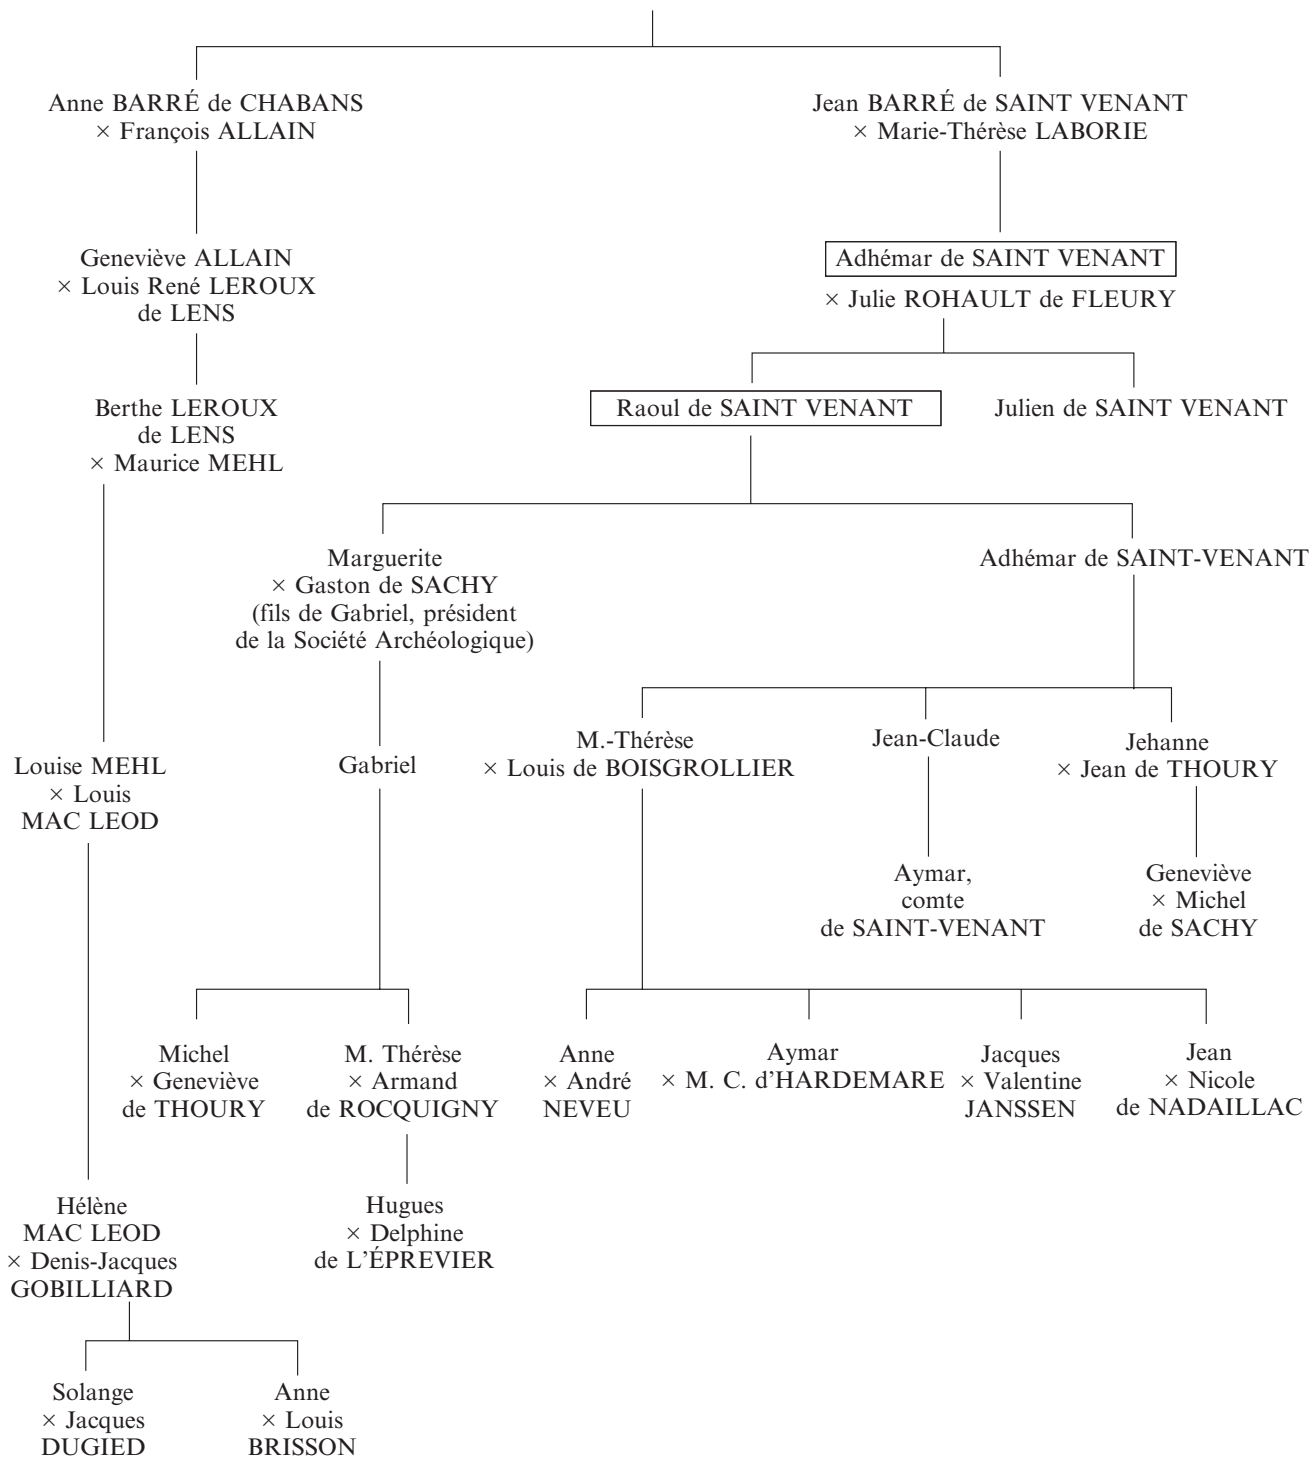 Anne BARRÉ de CHABANS
× François ALLAIN
Jean BARRÉ de SAINT VENANT
× Marie-Thérèse LABORIE
Geneviève ALLAIN
× Louis René LEROUX
de LENS
Adhémar de SAINT VENANT
× Julie ROHAULT de FLEURY
Berthe LEROUX
de LENS
× Maurice MEHL
Raoul de SAINT VENANT
Julien de SAINT VENANT
Marguerite
× Gaston de SACHY
(fils de Gabriel, président
de la Société Archéologique)
Adhémar de SAINT-VENANT
Louise MEHL
× Louis
MAC LEOD
Gabriel
M.-Thérèse
× Louis de BOISGROLLIER
Jean-Claude
Jehanne
× Jean de THOURY
Aymar,
comte
de SAINT-VENANT
Geneviève
× Michel
de SACHY
Michel
× Geneviève
de THOURY
M. Thérèse
× Armand
de ROCQUIGNY
Anne
× André
NEVEU
Aymar
× M. C. d'HARDEMARE
Jacques
× Valentine
JANSSEN
Jean
× Nicole
de NADAILLAC
Hélène
MAC LEOD
× Denis-Jacques
GOBILLIARD
Hugues
× Delphine
de L'ÉPREVIER
Solange
× Jacques
DUGIED
Anne
× Louis
BRISSON